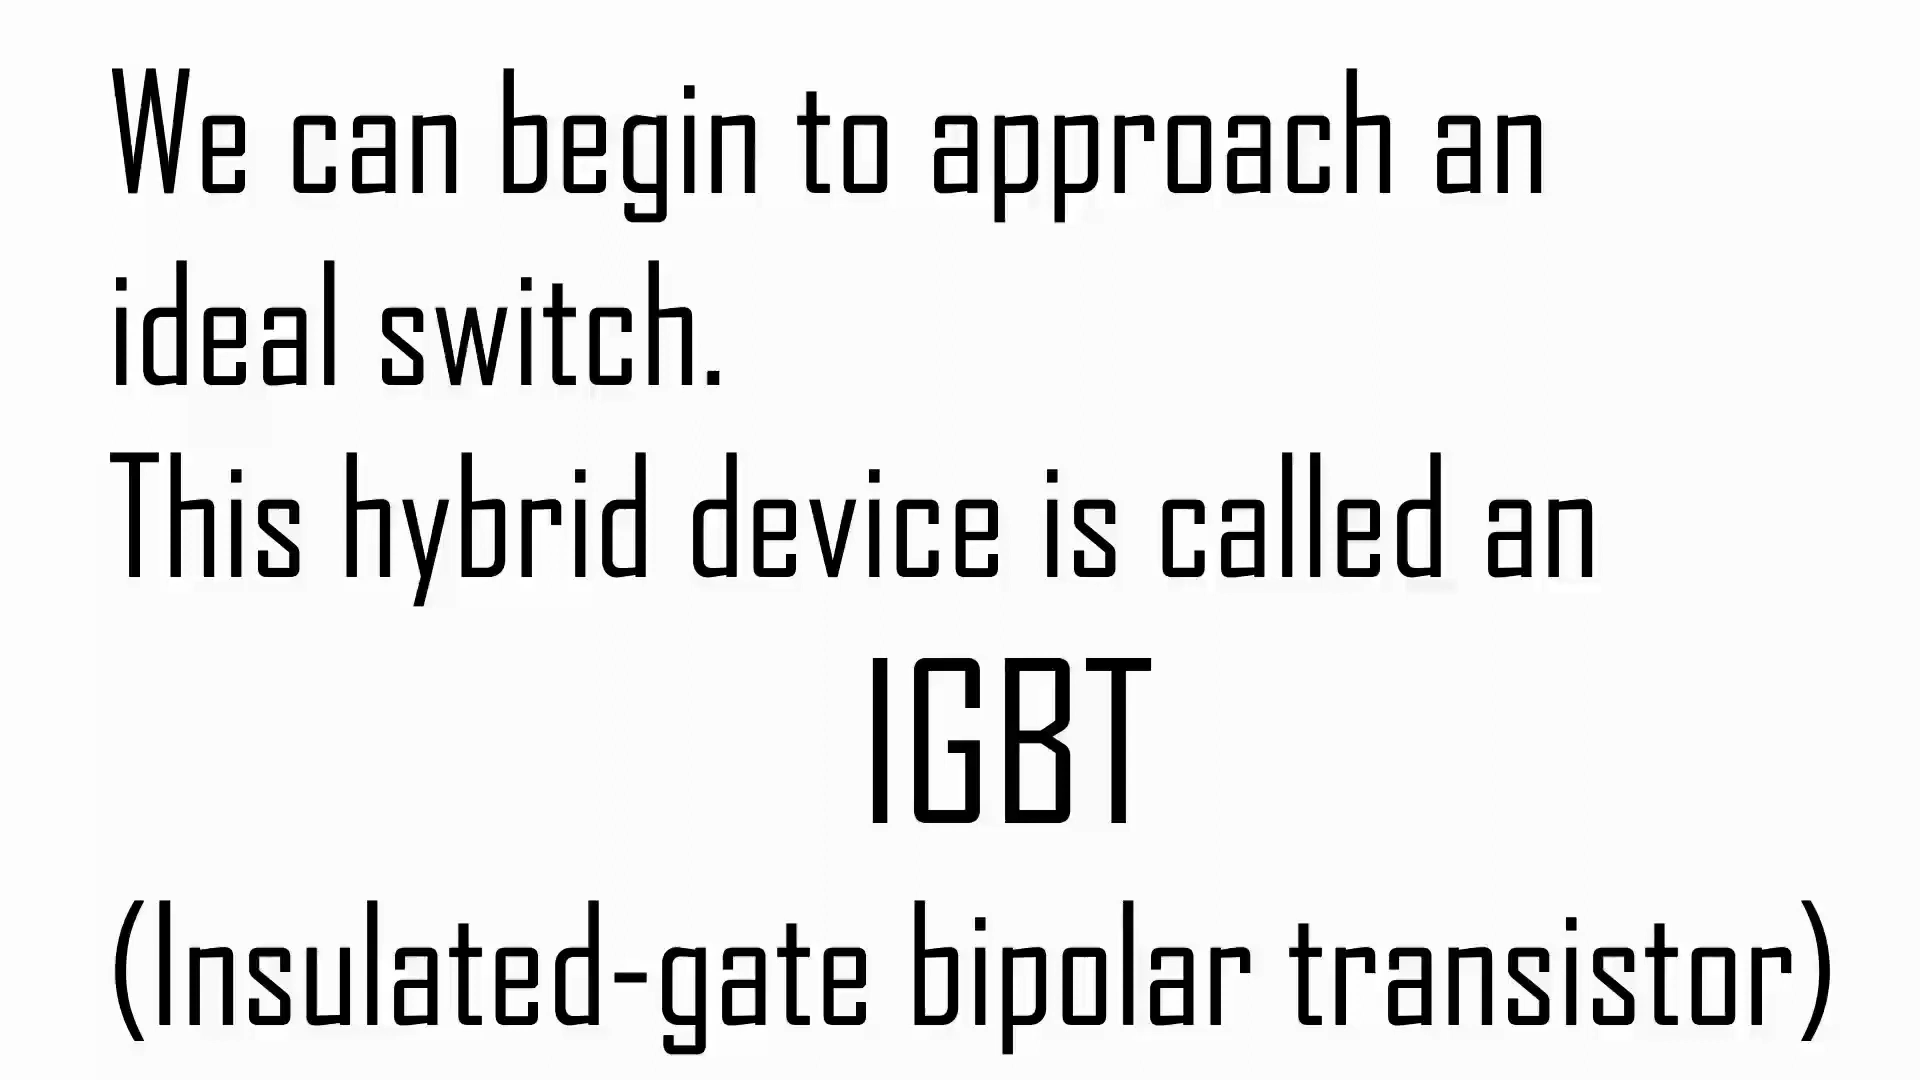 We can begin to approach an
ideal switch.
This hybrid device is called an
IGBT
(Insulated-gate bipolar transistor)